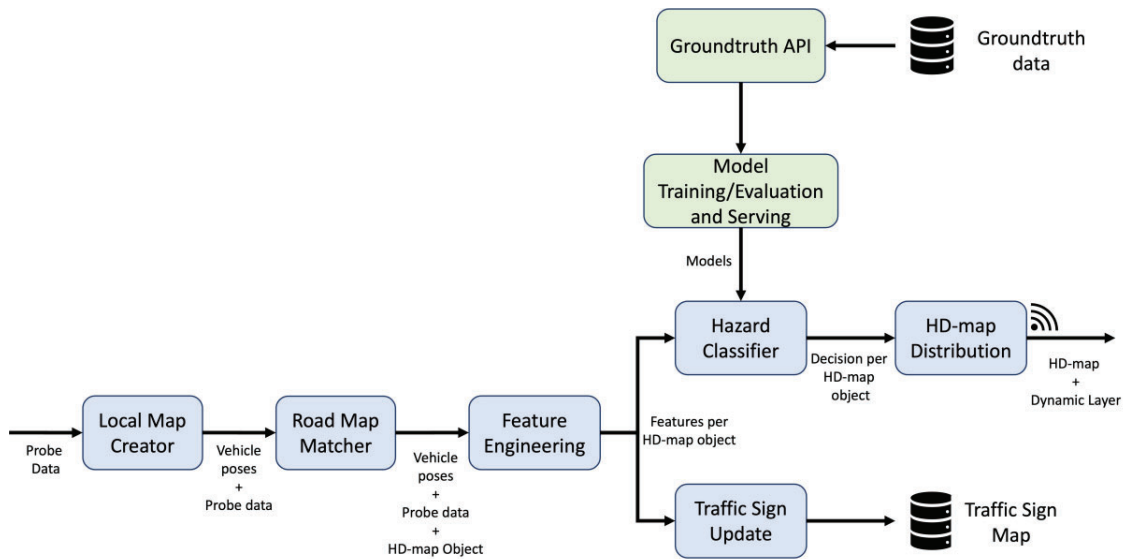 Groundtruth API
Groundtruth
data
Model
Training/Evaluation
and Serving
Models
Hazard
Classifier
HD-map
Distribution
Decision per
HD-map
object
HD-map
+
Dynamic Layer
Local Map
Creator
Road Map
Matcher
Feature
Engineering
Features per
HD-map object
Probe
Data
Vehicle
poses
+
Probe data
Vehicle
poses
+
Probe data
+
HD-map Object
Traffic Sign
Update
Traffic Sign
Map